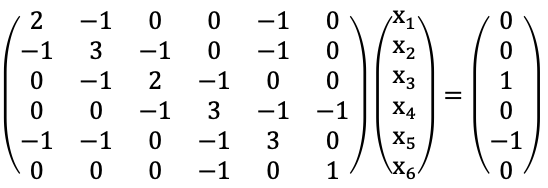 2 −1 0 0 −1 0 x₁ 0
−1 3 −1 0 −1 0 x₂ 0
0 −1 2 −1 0 0 x₃ = 1
0 0 −1 3 −1 −1 x₄ 0
−1 −1 0 −1 3 0 x₅ −1
0 0 0 −1 0 1 x₆ 0